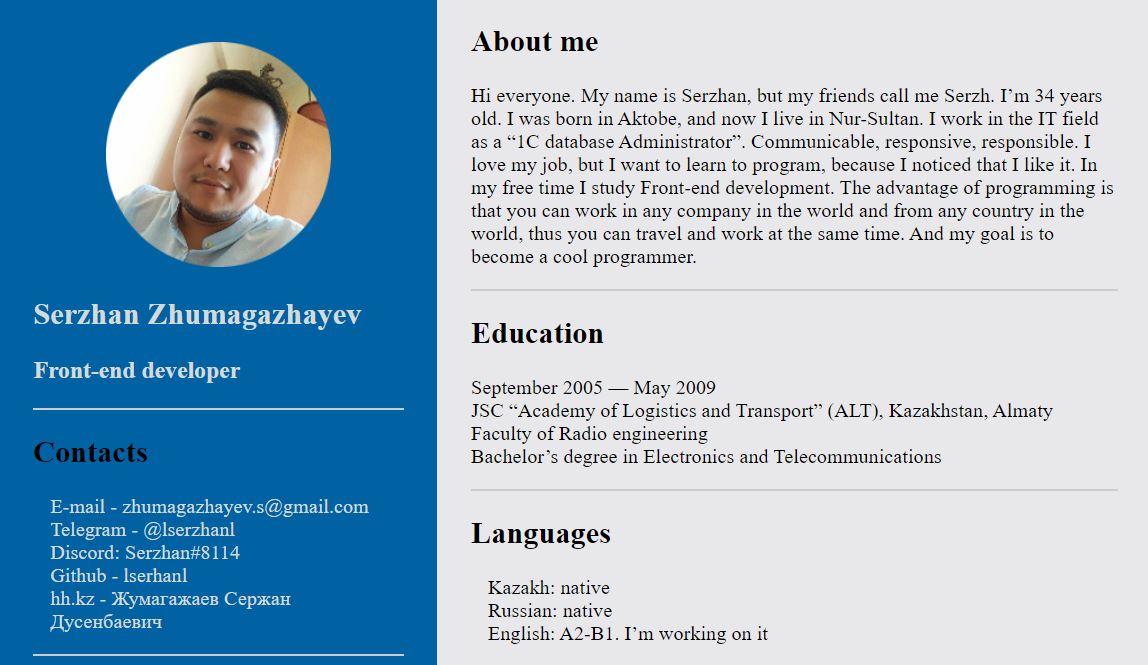 Serzhan Zhumagazhayev
Front-end developer
Contacts
E-mail - zhumagazhayev.s@gmail.com
Telegram - @lserzhanl
Discord: Serzhan#8114
Github - lserhanl
hh.kz - Жумагажаев Сержан
Дусенбаевич
About me
Hi everyone. My name is Serzhan, but my friends call me Serzh. I’m 34 years
old. I was born in Aktobe, and now I live in Nur-Sultan. I work in the IT field
as a “1C database Administrator”. Communicable, responsive, responsible. I
love my job, but I want to learn to program, because I noticed that I like it. In
my free time I study Front-end development. The advantage of programming is
that you can work in any company in the world and from any country in the
world, thus you can travel and work at the same time. And my goal is to
become a cool programmer.
Education
September 2005 — May 2009
JSC “Academy of Logistics and Transport” (ALT), Kazakhstan, Almaty
Faculty of Radio engineering
Bachelor’s degree in Electronics and Telecommunications
Languages
Kazakh: native
Russian: native
English: A2-B1. I’m working on it